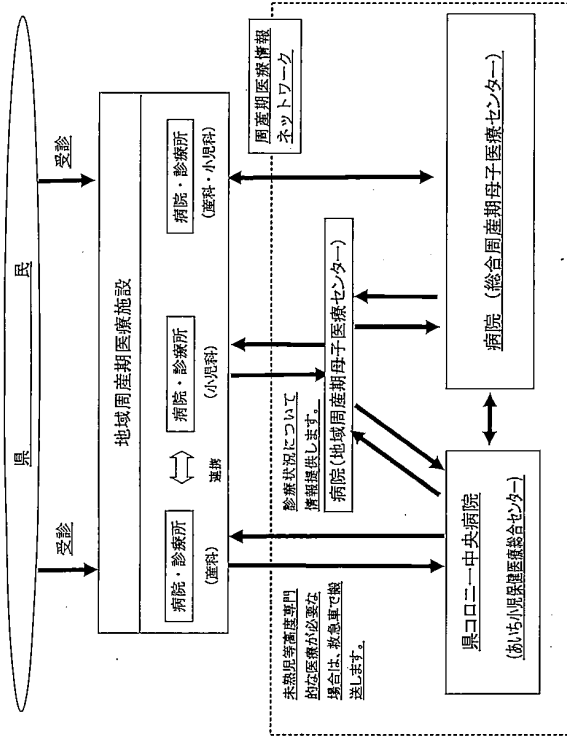 県　民
受診
受診
地域周産期医療施設
病院・診療所
(産科)
連携
病院・診療所
(小児科)
病院・診療所
(産科・小児科)
周産期医療情報
ネットワーク
未熟児等高度専門
的な医療が必要な
場合は、救急車で搬
送します。
診療状況について
情報提供します。
病院(地域周産期母子医療センター)
県コロニー中央病院
(あいち小児保健医療総合センター)
病院(総合周産期母子医療センター)